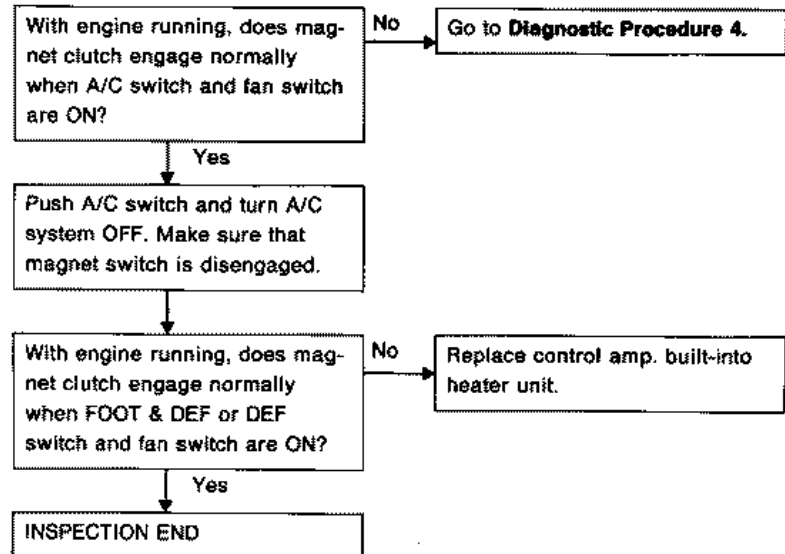 With engine running, does mag-
net clutch engage normally
when A/C switch and fan switch
are ON?
No
Go to Diagnostic Procedure 4.
Yes
Push A/C switch and turn A/C
system OFF. Make sure that
magnet switch is disengaged.
With engine running, does mag-
net clutch engage normally
when FOOT & DEF or DEF
switch and fan switch are ON?
No
Replace control amp. built-into
heater unit.
Yes
INSPECTION END